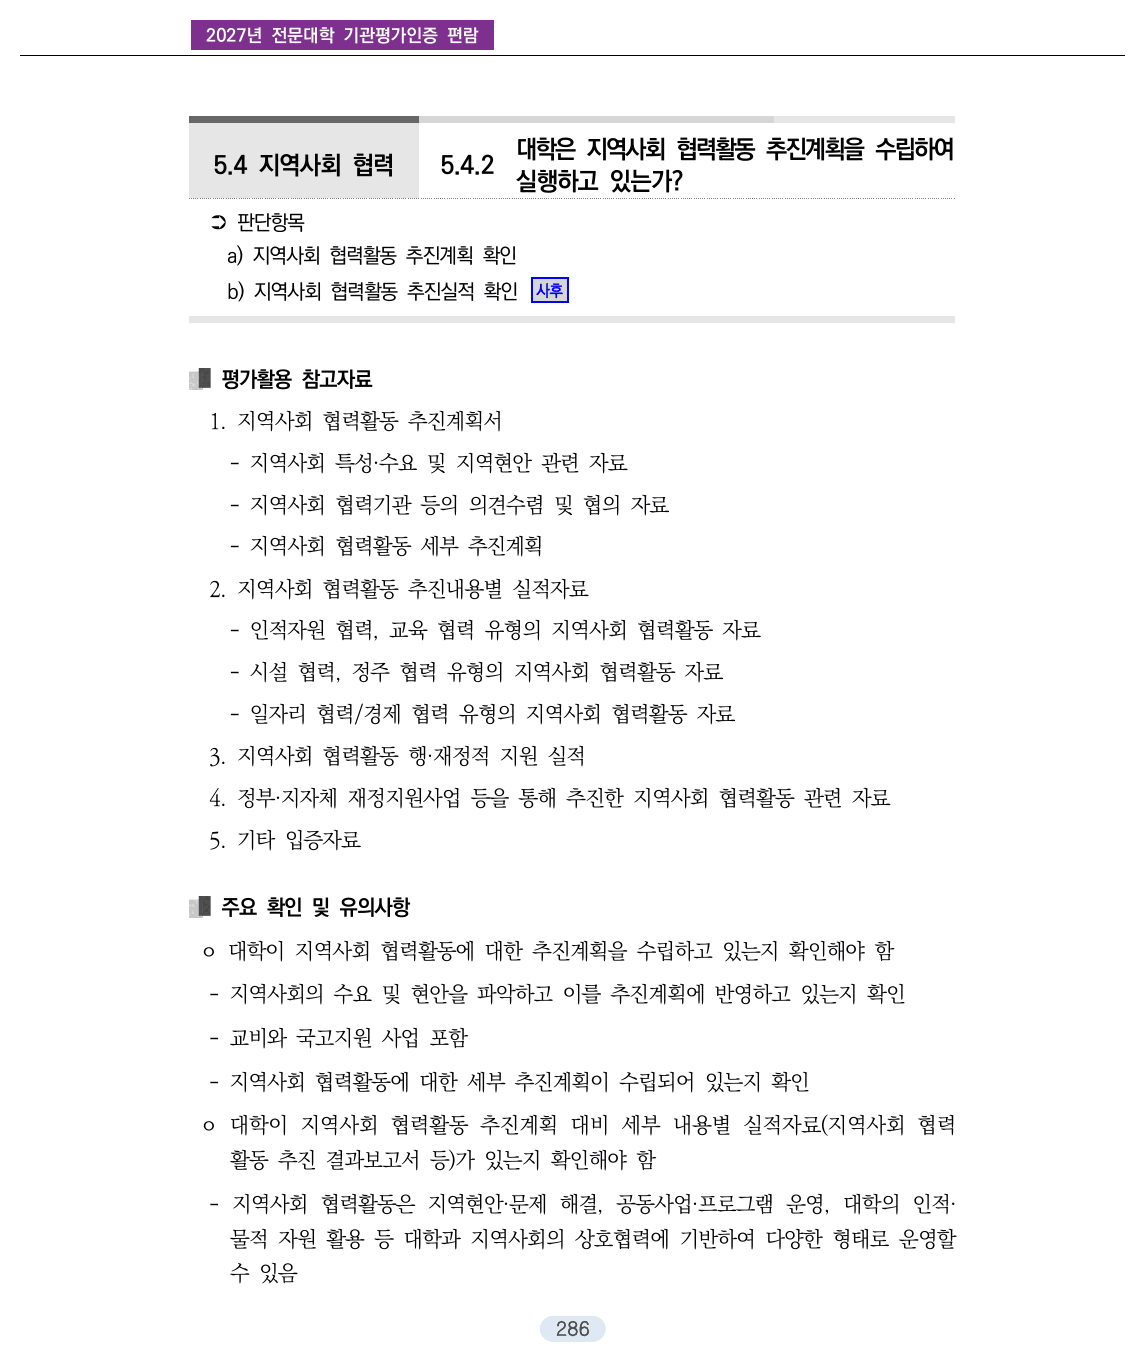 2027년 전문대학 기관평가인증 편람
5.4 지역사회 협력
5.4.2
대학은 지역사회 협력활동 추진계획을 수립하여
실행하고 있는가?
➲ 판단항목
a) 지역사회 협력활동 추진계획 확인
b) 지역사회 협력활동 추진실적 확인 사후
평가활용 참고자료
1. 지역사회 협력활동 추진계획서
- 지역사회 특성·수요 및 지역현안 관련 자료
- 지역사회 협력기관 등의 의견수렴 및 협의 자료
- 지역사회 협력활동 세부 추진계획
2. 지역사회 협력활동 추진내용별 실적자료
- 인적자원 협력, 교육 협력 유형의 지역사회 협력활동 자료
- 시설 협력, 정주 협력 유형의 지역사회 협력활동 자료
- 일자리 협력/경제 협력 유형의 지역사회 협력활동 자료
3. 지역사회 협력활동 행·재정적 지원 실적
4. 정부·지자체 재정지원사업 등을 통해 추진한 지역사회 협력활동 관련 자료
5. 기타 입증자료
주요 확인 및 유의사항
ㅇ 대학이 지역사회 협력활동에 대한 추진계획을 수립하고 있는지 확인해야 함
- 지역사회의 수요 및 현안을 파악하고 이를 추진계획에 반영하고 있는지 확인
- 교비와 국고지원 사업 포함
- 지역사회 협력활동에 대한 세부 추진계획이 수립되어 있는지 확인
ㅇ 대학이 지역사회 협력활동 추진계획 대비 세부 내용별 실적자료(지역사회 협력
활동 추진 결과보고서 등)가 있는지 확인해야 함
- 지역사회 협력활동은 지역현안·문제 해결, 공동사업·프로그램 운영, 대학의 인적·
물적 자원 활용 등 대학과 지역사회의 상호협력에 기반하여 다양한 형태로 운영할
수 있음
286